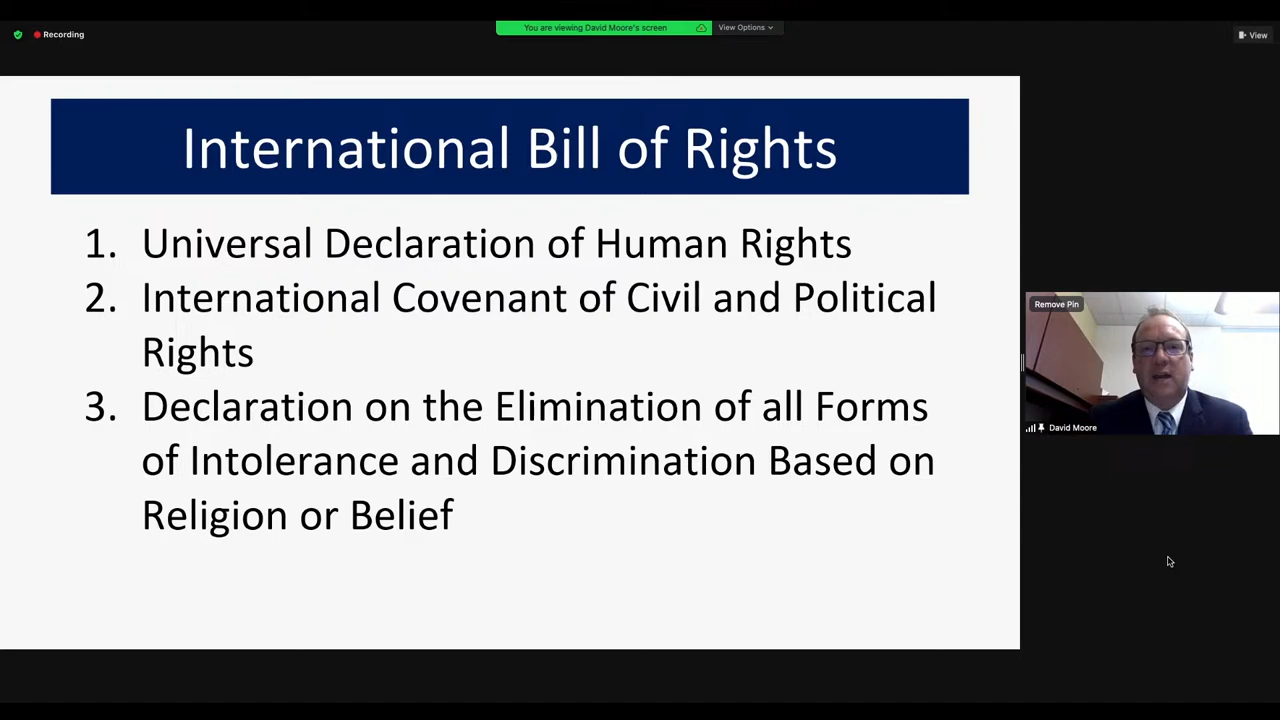 Recording
You are viewing David Moore's screen
View Options
View
International Bill of Rights
1. Universal Declaration of Human Rights
2. International Covenant of Civil and Political
Rights
3. Declaration on the Elimination of all Forms
of Intolerance and Discrimination Based on
Religion or Belief
Remove Pin
David Moore